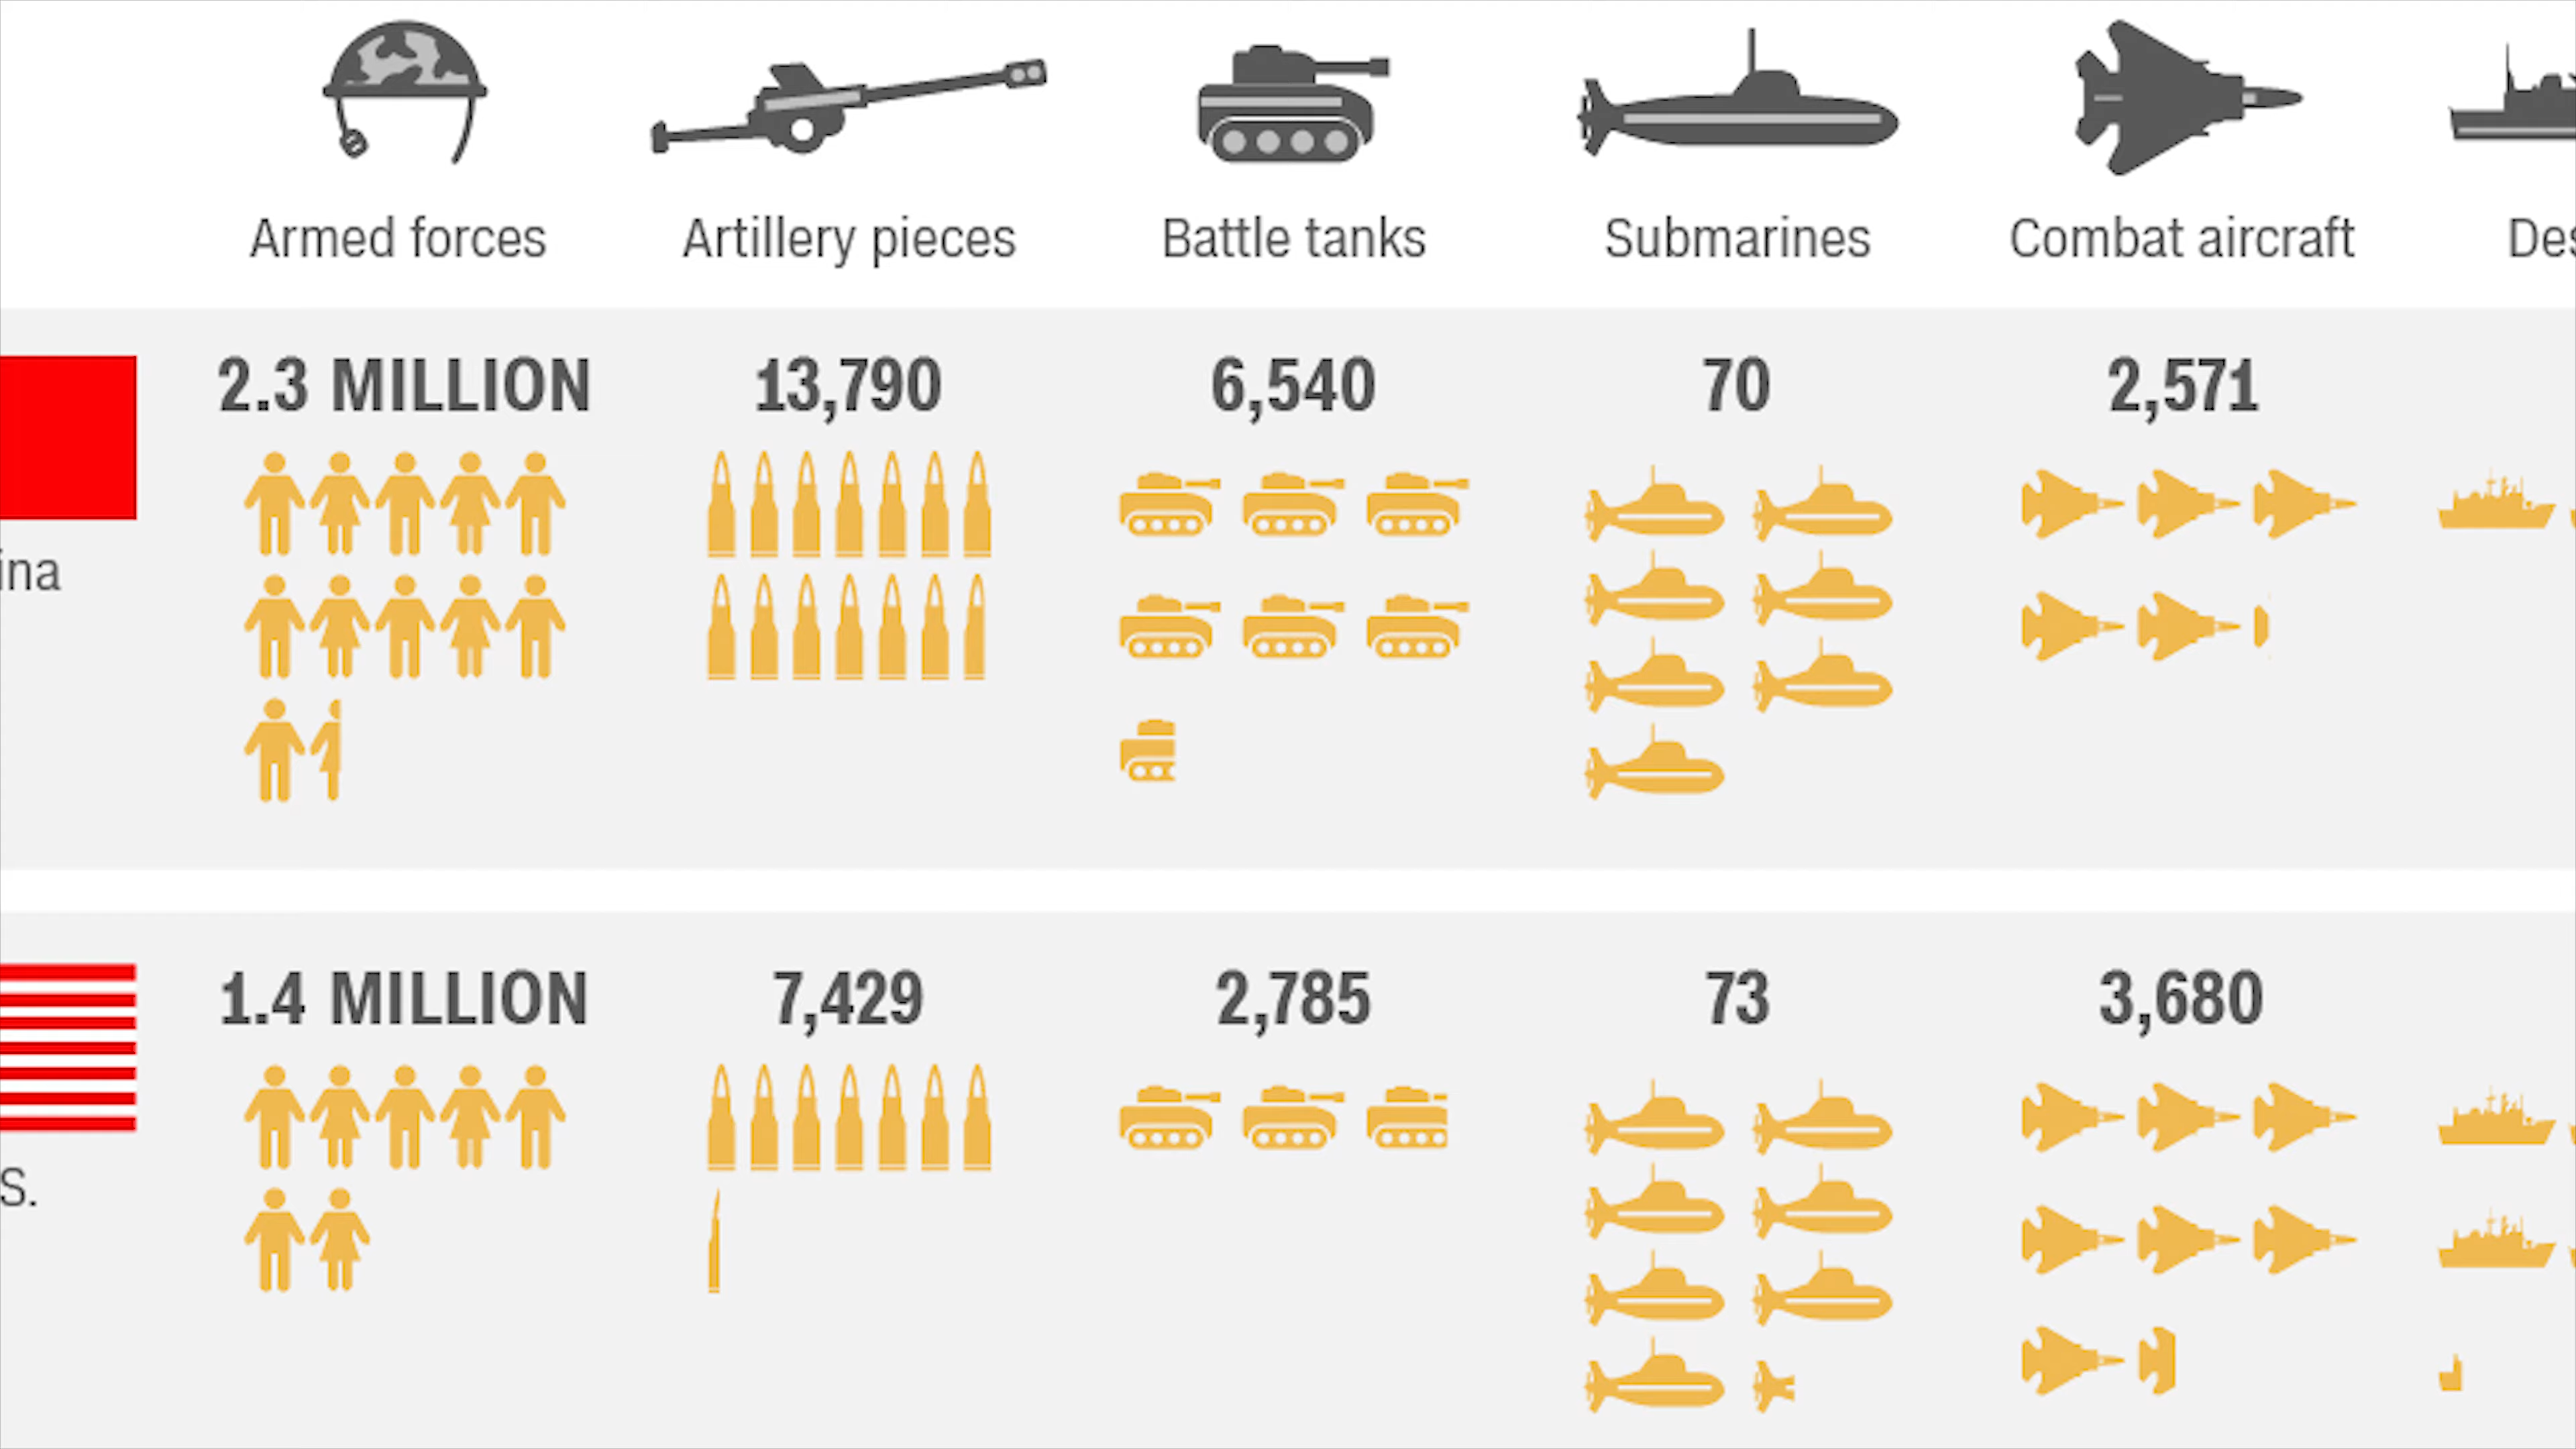 Armed forces Artillery pieces Battle tanks Submarines Combat aircraft Des
2.3 MILLION 13,790 6,540 70 2,571
ina
1.4 MILLION 7,429 2,785 73 3,680
S.